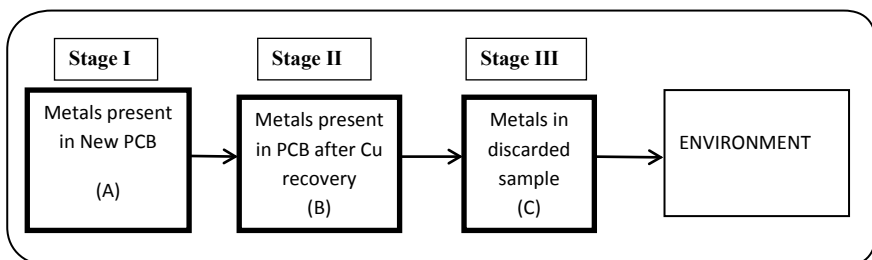 Stage I
Stage II
Stage III
Metals present
in New PCB
(A)
Metals present
in PCB after Cu
recovery
(B)
Metals in
discarded
sample
(C)
ENVIRONMENT